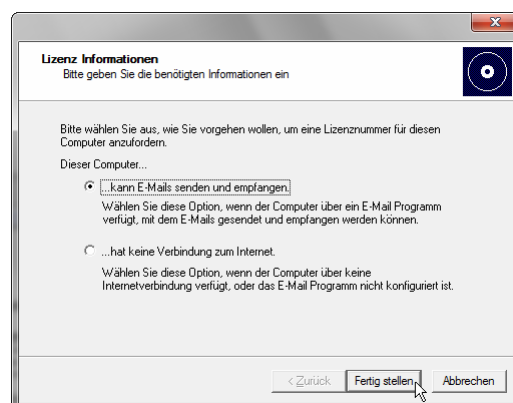 Lizenz Informationen
Bitte geben Sie die benötigten Informationen ein
Bitte wählen Sie aus, wie Sie vorgehen wollen, um eine Lizenznummer für diesen
Computer anzufordern.
Dieser Computer...
...kann E-Mails senden und empfangen.
Wählen Sie diese Option, wenn der Computer über ein E-Mail Programm
verfügt, mit dem E-Mails gesendet und empfangen werden können.
...hat keine Verbindung zum Internet.
Wählen Sie diese Option, wenn der Computer über keine
Internetverbindung verfügt, oder das E-Mail Programm nicht konfiguriert ist.
< Zurück Fertig stellen Abbrechen